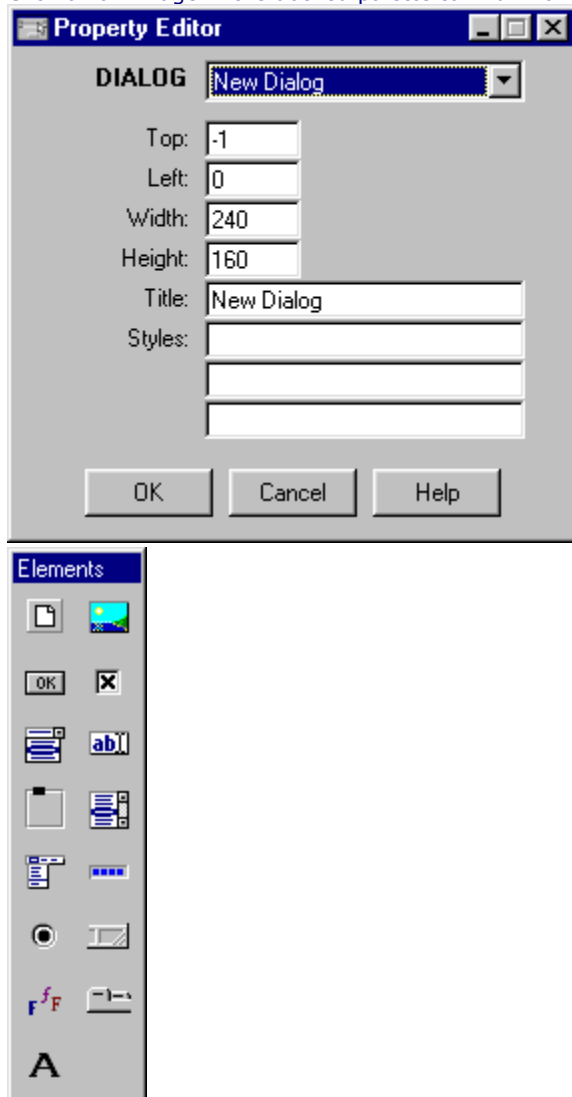 Property Editor
DIALOG New Dialog
Top: -1
Left: 0
Width: 240
Height: 160
Title: New Dialog
Styles:
OK Cancel Help
Elements
OK
ab
F f F
A